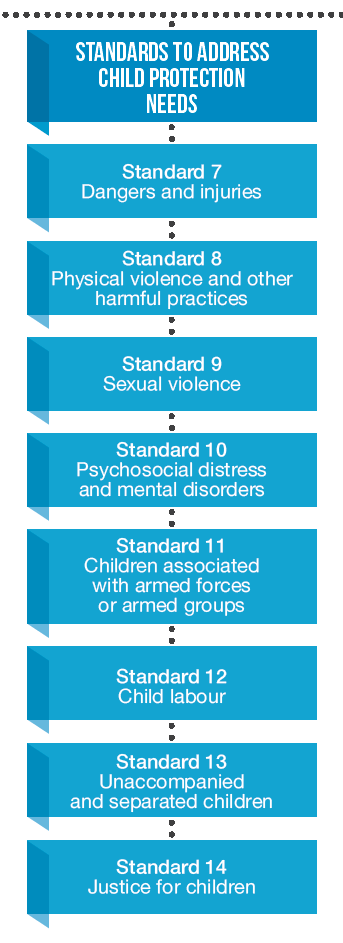 STANDARDS TO ADDRESS
CHILD PROTECTION
NEEDS
Standard 7
Dangers and injuries
Standard 8
Physical violence and other
harmful practices
Standard 9
Sexual violence
Standard 10
Psychosocial distress
and mental disorders
Standard 11
Children associated
with armed forces
or armed groups
Standard 12
Child labour
Standard 13
Unaccompanied
and separated children
Standard 14
Justice for children